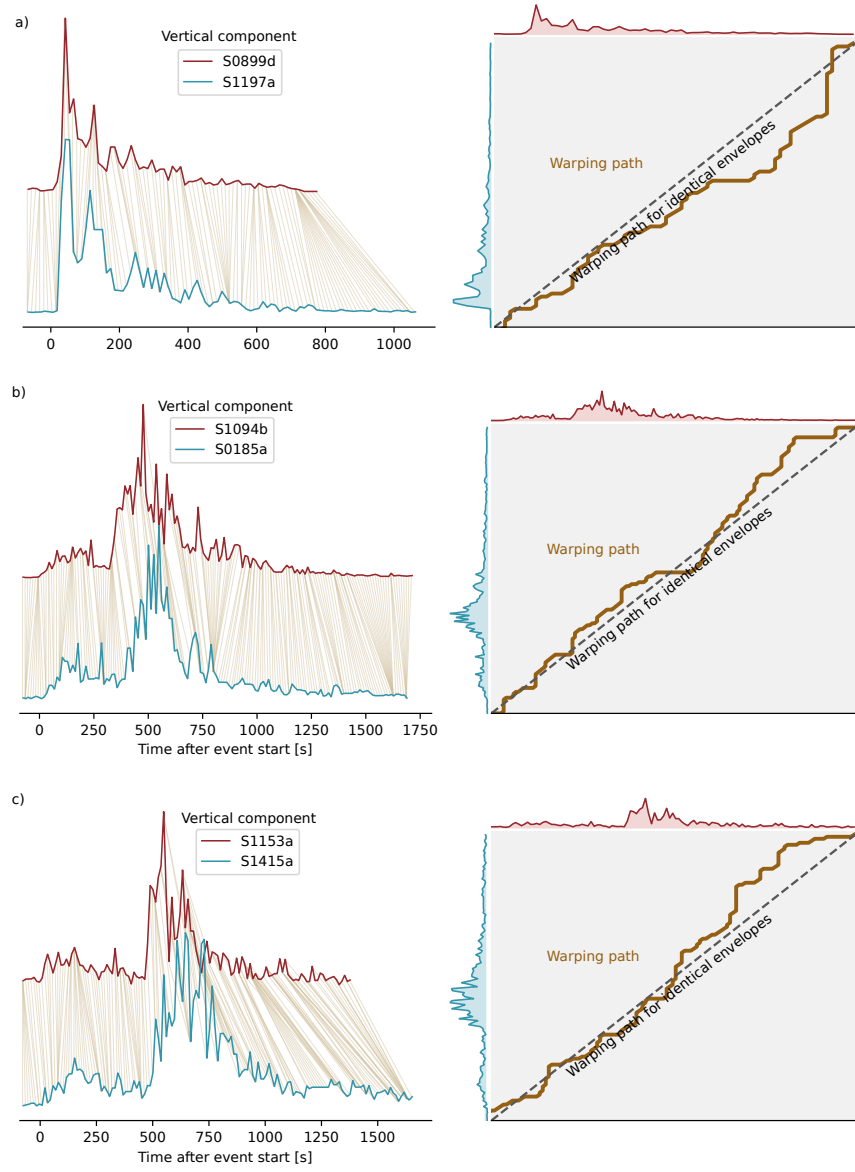 a)
Vertical component
S0899d
S1197a
0 200 400 600 800 1000
Warping path
Warping path for identical envelopes
b)
Vertical component
S1094b
S0185a
0 250 500 750 1000 1250 1500 1750
Time after event start [s]
Warping path
Warping path for identical envelopes
c)
Vertical component
S1153a
S1415a
0 250 500 750 1000 1250 1500
Time after event start [s]
Warping path
Warping path for identical envelopes